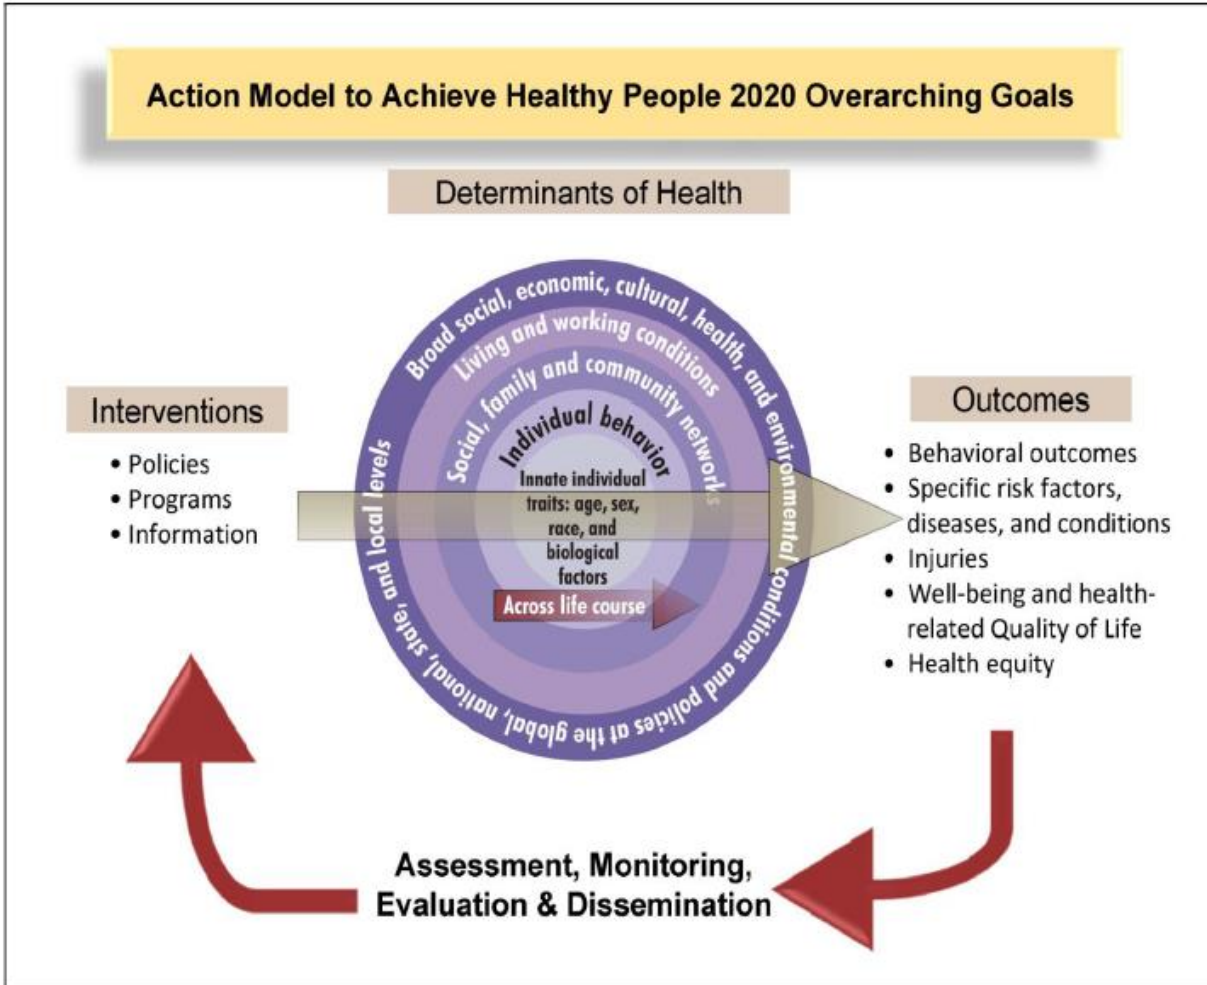 Action Model to Achieve Healthy People 2020 Overarching Goals
Determinants of Health
Broad social, economic, cultural, health, and environmental conditions and policies at the global, national, state, and local levels
Living and working conditions
Social, family and community networks
Individual behavior
Innate individual
traits: age, sex,
race, and
biological
factors
Across life course
Interventions
• Policies
• Programs
• Information
Outcomes
• Behavioral outcomes
• Specific risk factors,
diseases, and conditions
• Injuries
• Well-being and health-
related Quality of Life
• Health equity
Assessment, Monitoring,
Evaluation & Dissemination